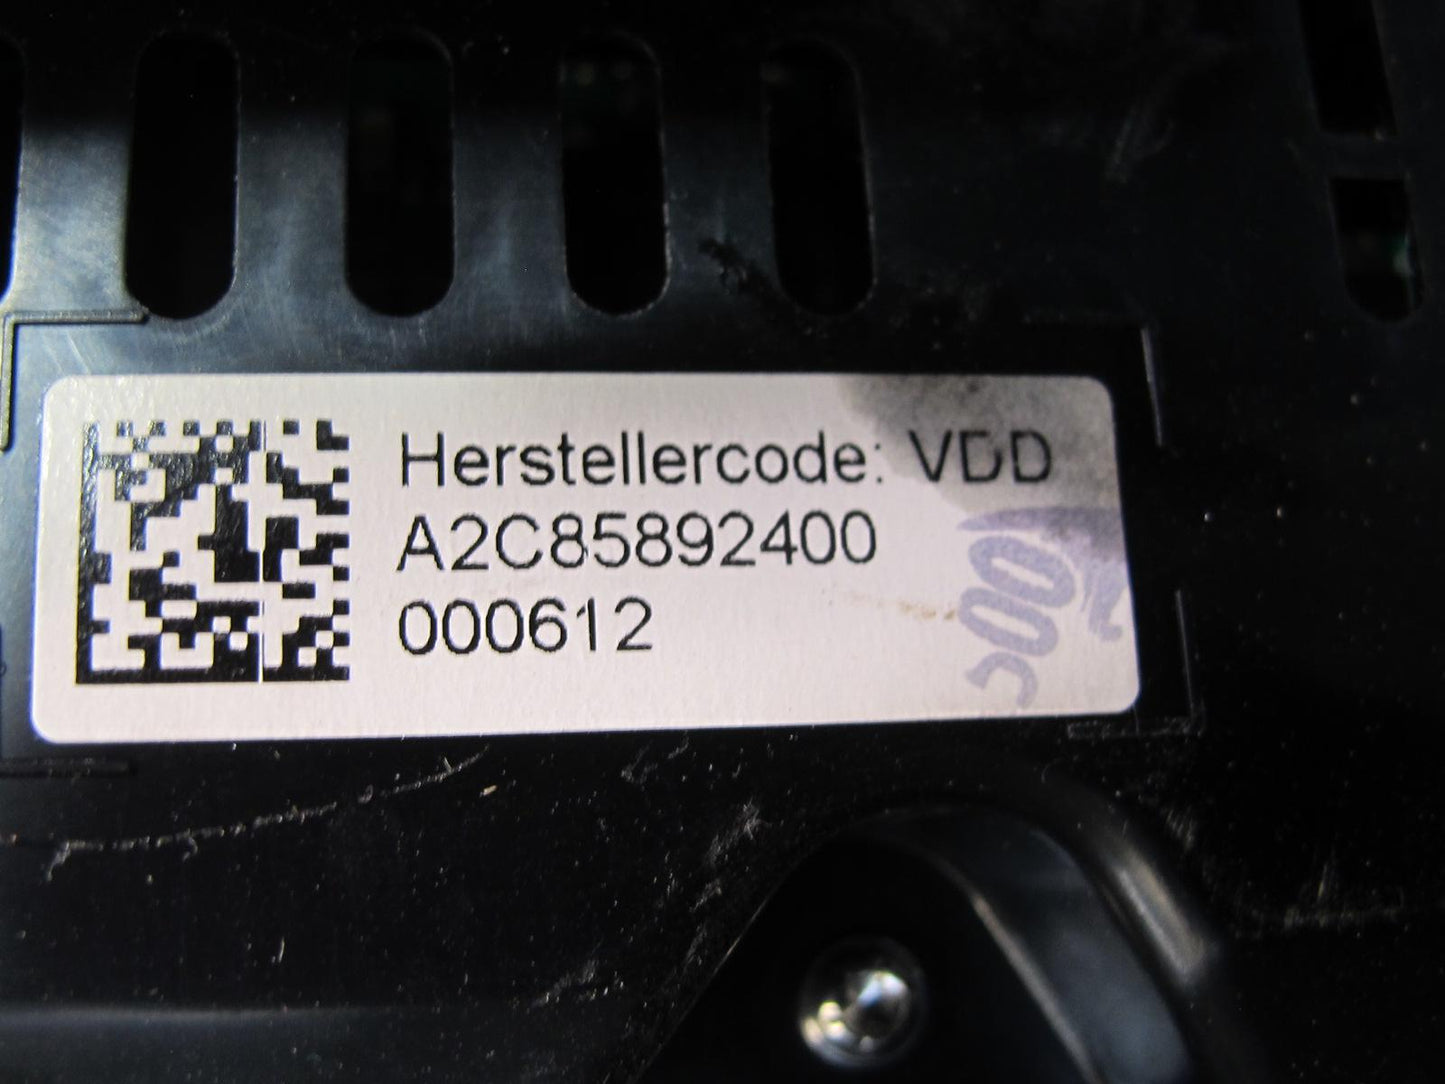 Herstellercode: VDD
A2C85892400
000612